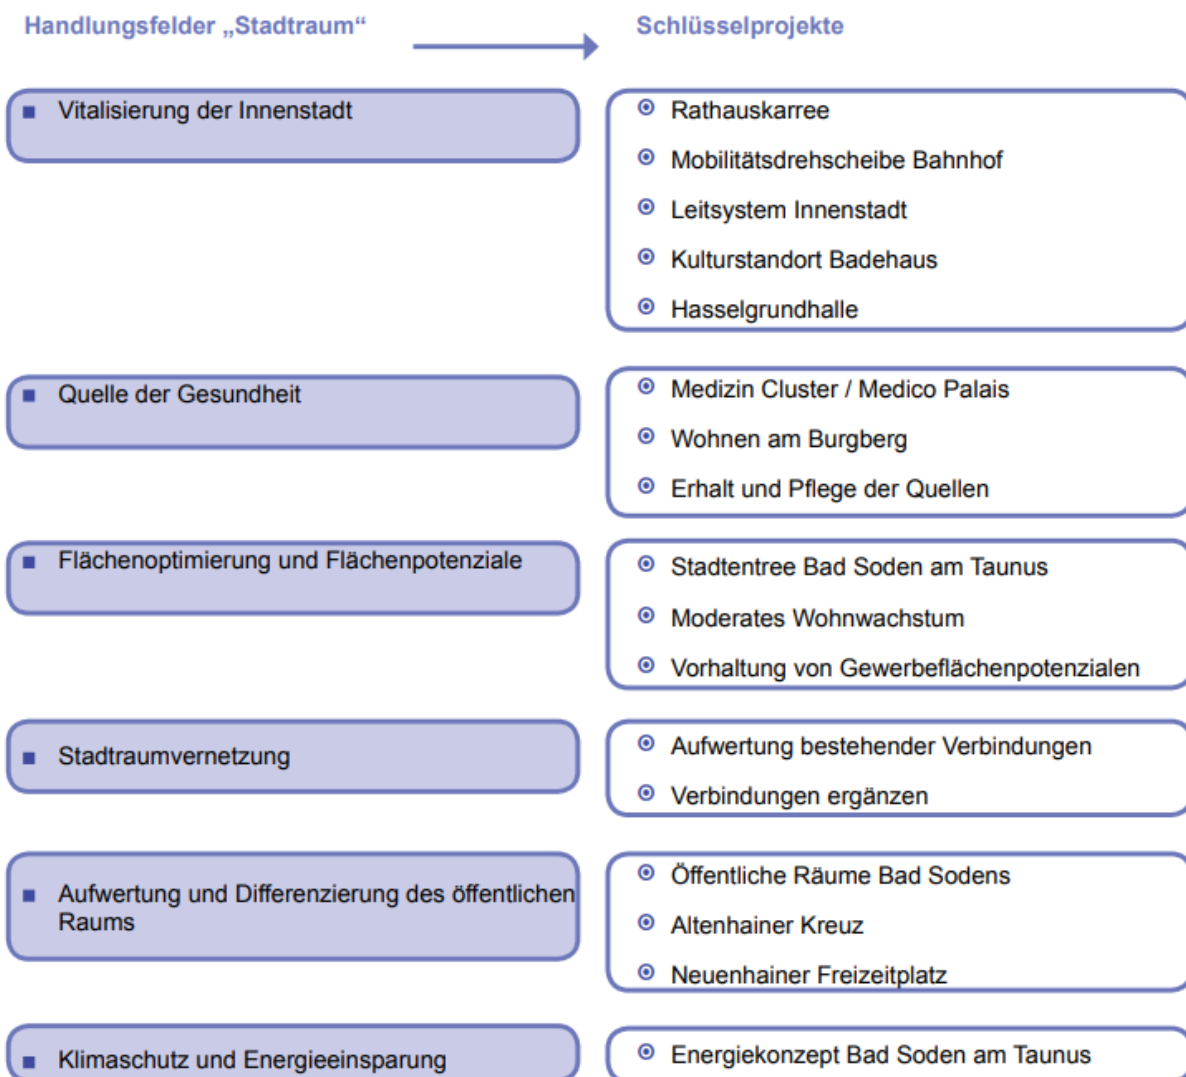 Handlungsfelder „Stadtraum“
Schlüsselprojekte
Vitalisierung der Innenstadt
Rathauskarree
Mobilitätsdrehscheibe Bahnhof
Leitsystem Innenstadt
Kulturstandort Badehaus
Hasselgrundhalle
Quelle der Gesundheit
Medizin Cluster / Medico Palais
Wohnen am Burgberg
Erhalt und Pflege der Quellen
Flächenoptimierung und Flächenpotenziale
Stadtentree Bad Soden am Taunus
Moderates Wohnwachstum
Vorhaltung von Gewerbeflächenpotenzialen
Stadtraumvernetzung
Aufwertung bestehender Verbindungen
Verbindungen ergänzen
Aufwertung und Differenzierung des öffentlichen
Raums
Öffentliche Räume Bad Sodens
Altenhainer Kreuz
Neuenhainer Freizeitplatz
Klimaschutz und Energieeinsparung
Energiekonzept Bad Soden am Taunus